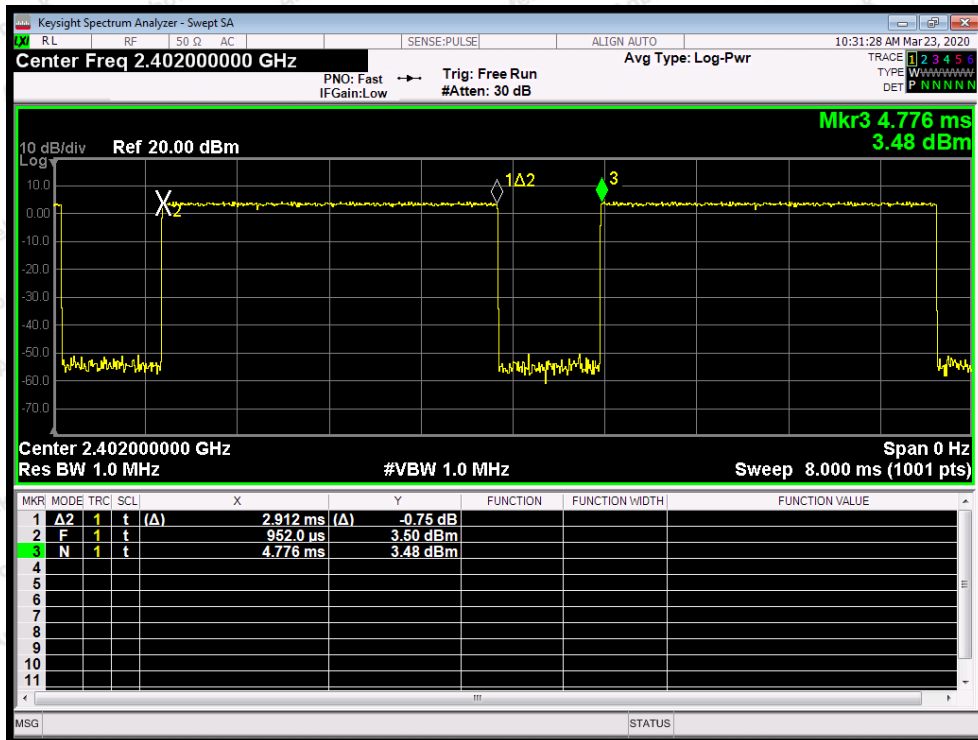 Keysight Spectrum Analyzer - Swept SA
LXI RL RF 50 Ω AC SENSE:PULSE ALIGN AUTO 10:31:28 AM Mar 23, 2020
Center Freq 2.402000000 GHz Avg Type: Log-Pwr TRACE 1 2 3 4 5 6
PNO: Fast Trig: Free Run TYPE WWWWWW
IFGain:Low #Atten: 30 dB DET P N N N N N
Mkr3 4.776 ms
10 dB/div Ref 20.00 dBm 3.48 dBm
Log
10.0
0.00
-10.0
-20.0
-30.0
-40.0
-50.0
-60.0
-70.0
X2 1Δ2 3
Center 2.402000000 GHz Span 0 Hz
Res BW 1.0 MHz #VBW 1.0 MHz Sweep 8.000 ms (1001 pts)
MKR MODE TRC SCL X Y FUNCTION FUNCTION WIDTH FUNCTION VALUE
1 Δ2 1 t (Δ) 2.912 ms (Δ) -0.75 dB
2 F 1 t 952.0 µs 3.50 dBm
3 N 1 t 4.776 ms 3.48 dBm
4
5
6
7
8
9
10
11
MSG STATUS